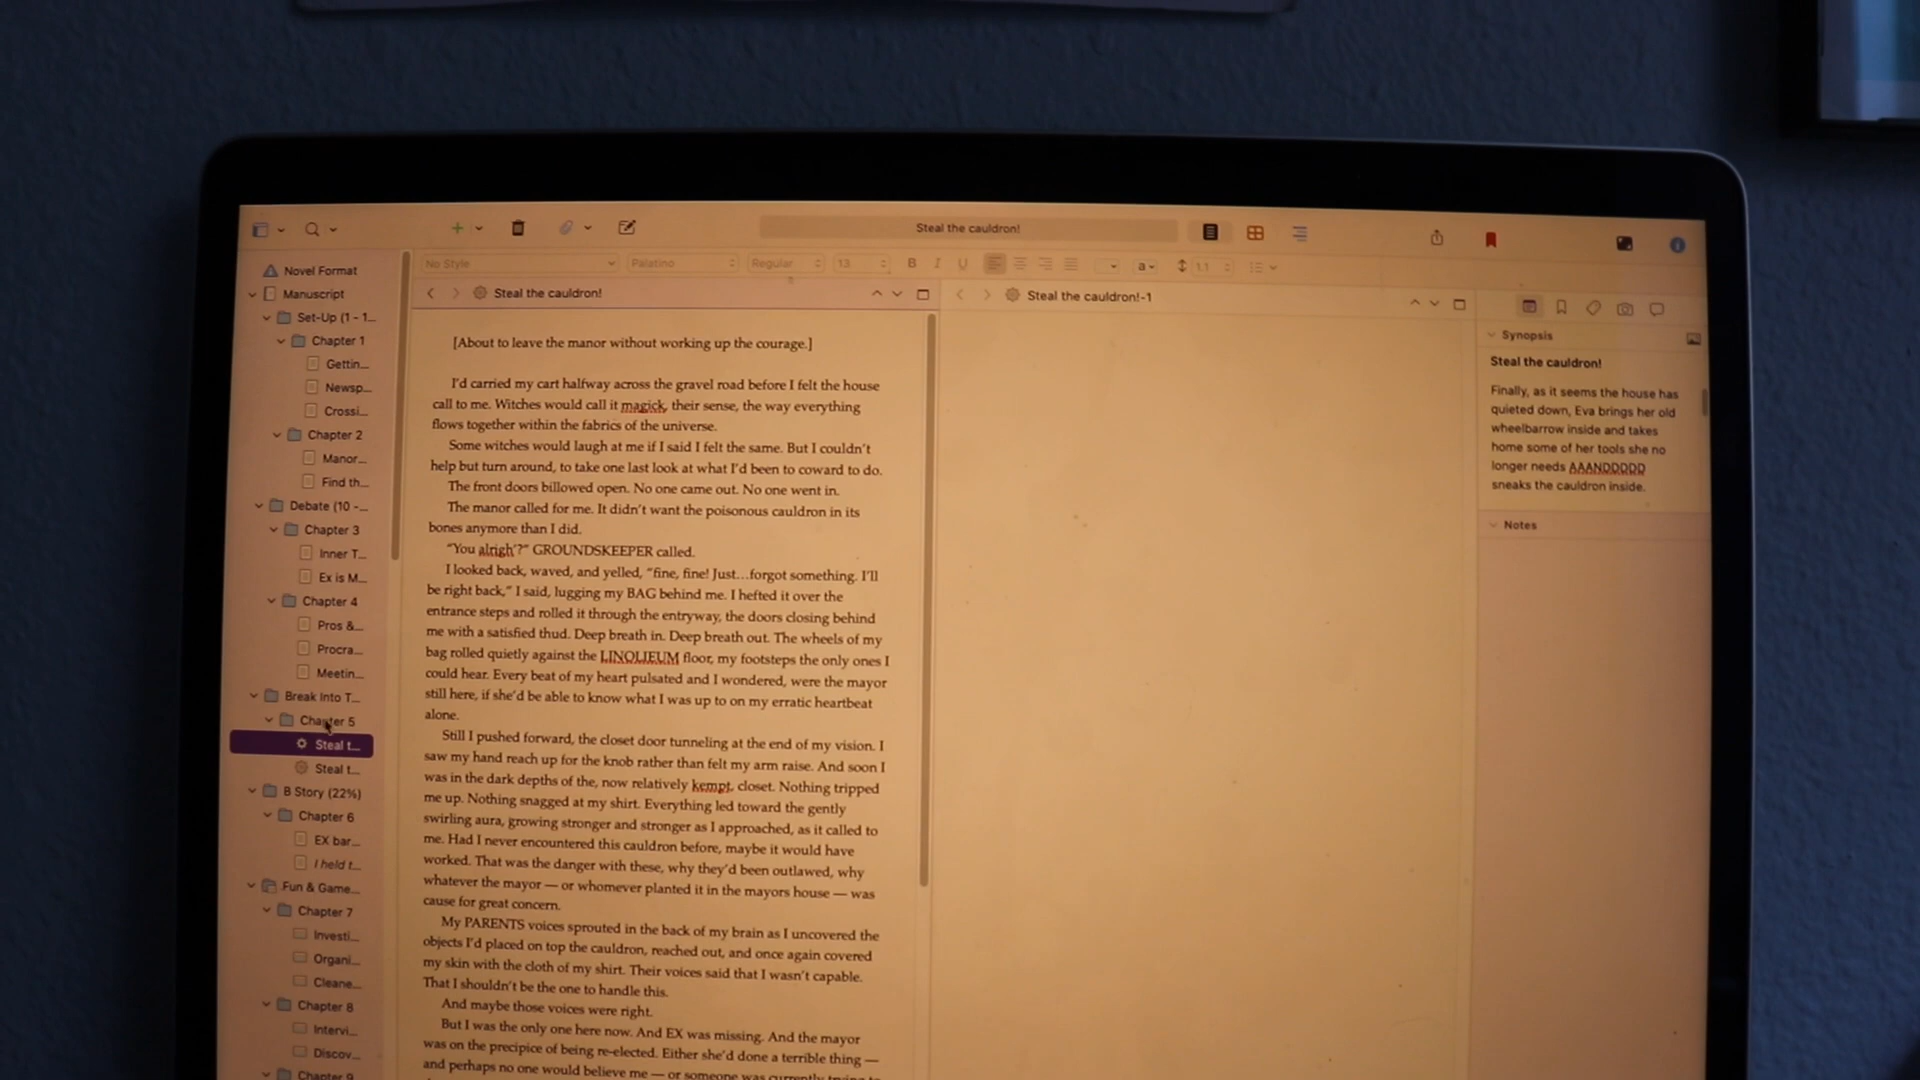 Steal the cauldron!
No Style
Palatino
Regular
13
B I U
a
1.1
Novel Format
Manuscript
Set-Up (1 - 1...
Chapter 1
Gettin...
Newsp...
Crossi...
Chapter 2
Manor...
Find th...
Debate (10 -...
Chapter 3
Inner T...
Ex is M...
Chapter 4
Pros &...
Procra...
Meetin...
Break Into T...
Chapter 5
Steal t...
Steal t...
B Story (22%)
Chapter 6
EX bar...
I held t...
Fun & Game...
Chapter 7
Investi...
Organi...
Cleane...
Chapter 8
Intervi...
Discov...
Chapter 9
Steal the cauldron!
[About to leave the manor without working up the courage.]
I'd carried my cart halfway across the gravel road before I felt the house
call to me. Witches would call it magick, their sense, the way everything
flows together within the fabrics of the universe.
Some witches would laugh at me if I said I felt the same. But I couldn't
help but turn around, to take one last look at what I'd been to coward to do.
The front doors billowed open. No one came out. No one went in.
The manor called for me. It didn't want the poisonous cauldron in its
bones anymore than I did.
"You alrigh'?" GROUNDSKEEPER called.
I looked back, waved, and yelled, "fine, fine! Just...forgot something. I'll
be right back," I said, lugging my BAG behind me. I hefted it over the
entrance steps and rolled it through the entryway, the doors closing behind
me with a satisfied thud. Deep breath in. Deep breath out. The wheels of my
bag rolled quietly against the LINOLIEUM floor, my footsteps the only ones I
could hear. Every beat of my heart pulsated and I wondered, were the mayor
still here, if she'd be able to know what I was up to on my erratic heartbeat
alone.
Still I pushed forward, the closet door tunneling at the end of my vision. I
saw my hand reach up for the knob rather than felt my arm raise. And soon I
was in the dark depths of the, now relatively kempt, closet. Nothing tripped
me up. Nothing snagged at my shirt. Everything led toward the gently
swirling aura, growing stronger and stronger as I approached, as it called to
me. Had I never encountered this cauldron before, maybe it would have
worked. That was the danger with these, why they'd been outlawed, why
whatever the mayor — or whomever planted it in the mayors house — was
cause for great concern.
My PARENTS voices sprouted in the back of my brain as I uncovered the
objects I'd placed on top the cauldron, reached out, and once again covered
my skin with the cloth of my shirt. Their voices said that I wasn't capable.
That I shouldn't be the one to handle this.
And maybe those voices were right.
But I was the only one here now. And EX was missing. And the mayor
was on the precipice of being re-elected. Either she'd done a terrible thing —
and perhaps no one would believe me — or someone was currently trying to
Steal the cauldron!-1
Synopsis
Steal the cauldron!
Finally, as it seems the house has
quieted down, Eva brings her old
wheelbarrow inside and takes
home some of her tools she no
longer needs AAANDDDDD
sneaks the cauldron inside.
Notes